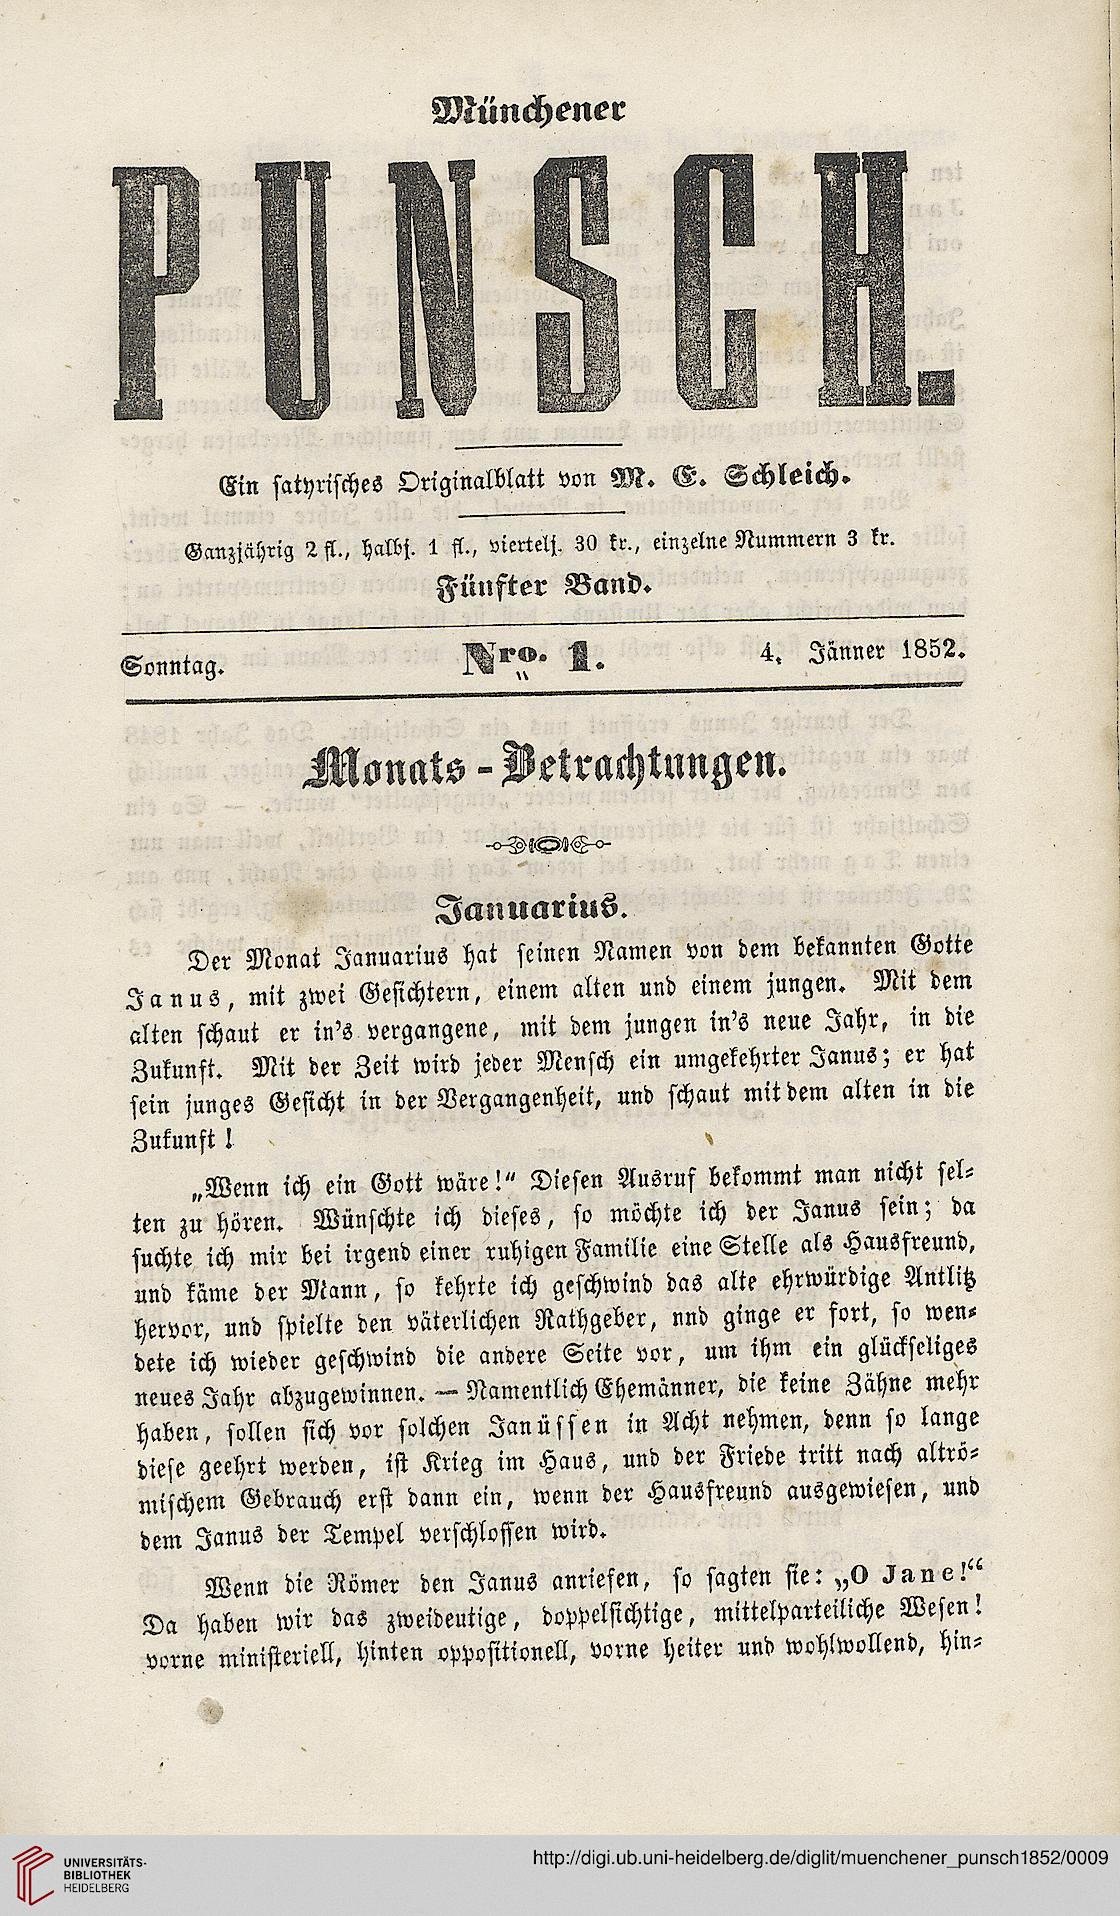 Münchener
PUNSCH.
Ein satyrisches Originalblatt von M. E. Schleich.
Ganzjährig 2 fl., halbj. 1 fl., viertelj. 30 kr., einzelne Nummern 3 kr.
Fünfter Band.
Sonntag. Nro. 1. 4. Jänner 1852.
Monats-Betrachtungen.
Januarius.
Der Monat Januarius hat seinen Namen von dem bekannten Gotte
Janus, mit zwei Gesichtern, einem alten und einem jungen. Mit dem
alten schaut er in's vergangene, mit dem jungen in's neue Jahr, in die
Zukunft. Mit der Zeit wird jeder Mensch ein umgekehrter Janus; er hat
sein junges Gesicht in der Vergangenheit, und schaut mit dem alten in die
Zukunft!
„Wenn ich ein Gott wäre!“ Diesen Ausruf bekommt man nicht sel-
ten zu hören. Wünschte ich dieses, so möchte ich der Janus sein; da
suchte ich mir bei irgend einer ruhigen Familie eine Stelle als Hausfreund,
und käme der Mann, so kehrte ich geschwind das alte ehrwürdige Antlitz
hervor, und spielte den väterlichen Rathgeber, nnd ginge er fort, so wen-
dete ich wieder geschwind die andere Seite vor, um ihm ein glückseliges
neues Jahr abzugewinnen. — Namentlich Ehemänner, die keine Zähne mehr
haben, sollen sich vor solchen Janüssen in Acht nehmen, denn so lange
diese geehrt werden, ist Krieg im Haus, und der Friede tritt nach altrö-
mischem Gebrauch erst dann ein, wenn der Hausfreund ausgewiesen, und
dem Janus der Tempel verschlossen wird.
Wenn die Römer den Janus anriefen, so sagten sie: „O Jane!“
Da haben wir das zweideutige, doppelsichtige, mittelparteiliche Wesen!
vorne ministeriell, hinten oppositionell, vorne heiter und wohlwollend, hin-
UNIVERSITÄTS-
BIBLIOTHEK
HEIDELBERG
http://digi.ub.uni-heidelberg.de/diglit/muenchener_punsch1852/0009